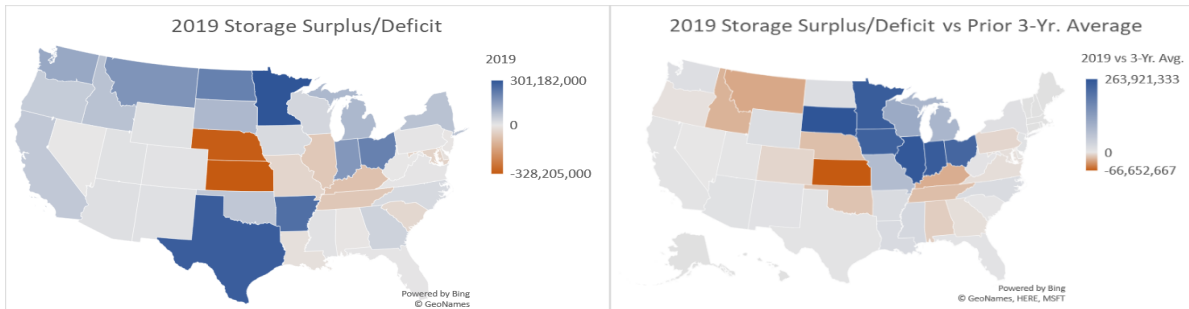 2019 Storage Surplus/Deficit
2019
301,182,000
0
-328,205,000
Powered by Bing
© GeoNames
2019 Storage Surplus/Deficit vs Prior 3-Yr. Average
2019 vs 3-Yr. Avg.
263,921,333
0
-66,652,667
Powered by Bing
© GeoNames, HERE, MSFT